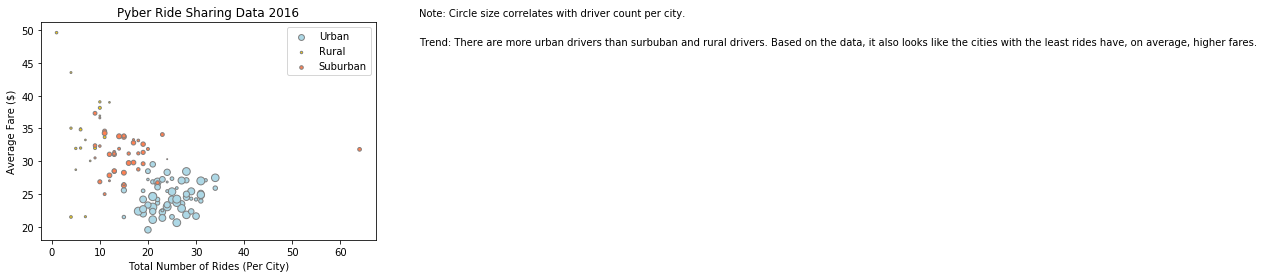 Pyber Ride Sharing Data 2016
Note: Circle size correlates with driver count per city.
Trend: There are more urban drivers than surbuban and rural drivers. Based on the data, it also looks like the cities with the least rides have, on average, higher fares.
Urban
Rural
Suburban
Average Fare ($)
50
45
40
35
30
25
20
0 10 20 30 40 50 60
Total Number of Rides (Per City)